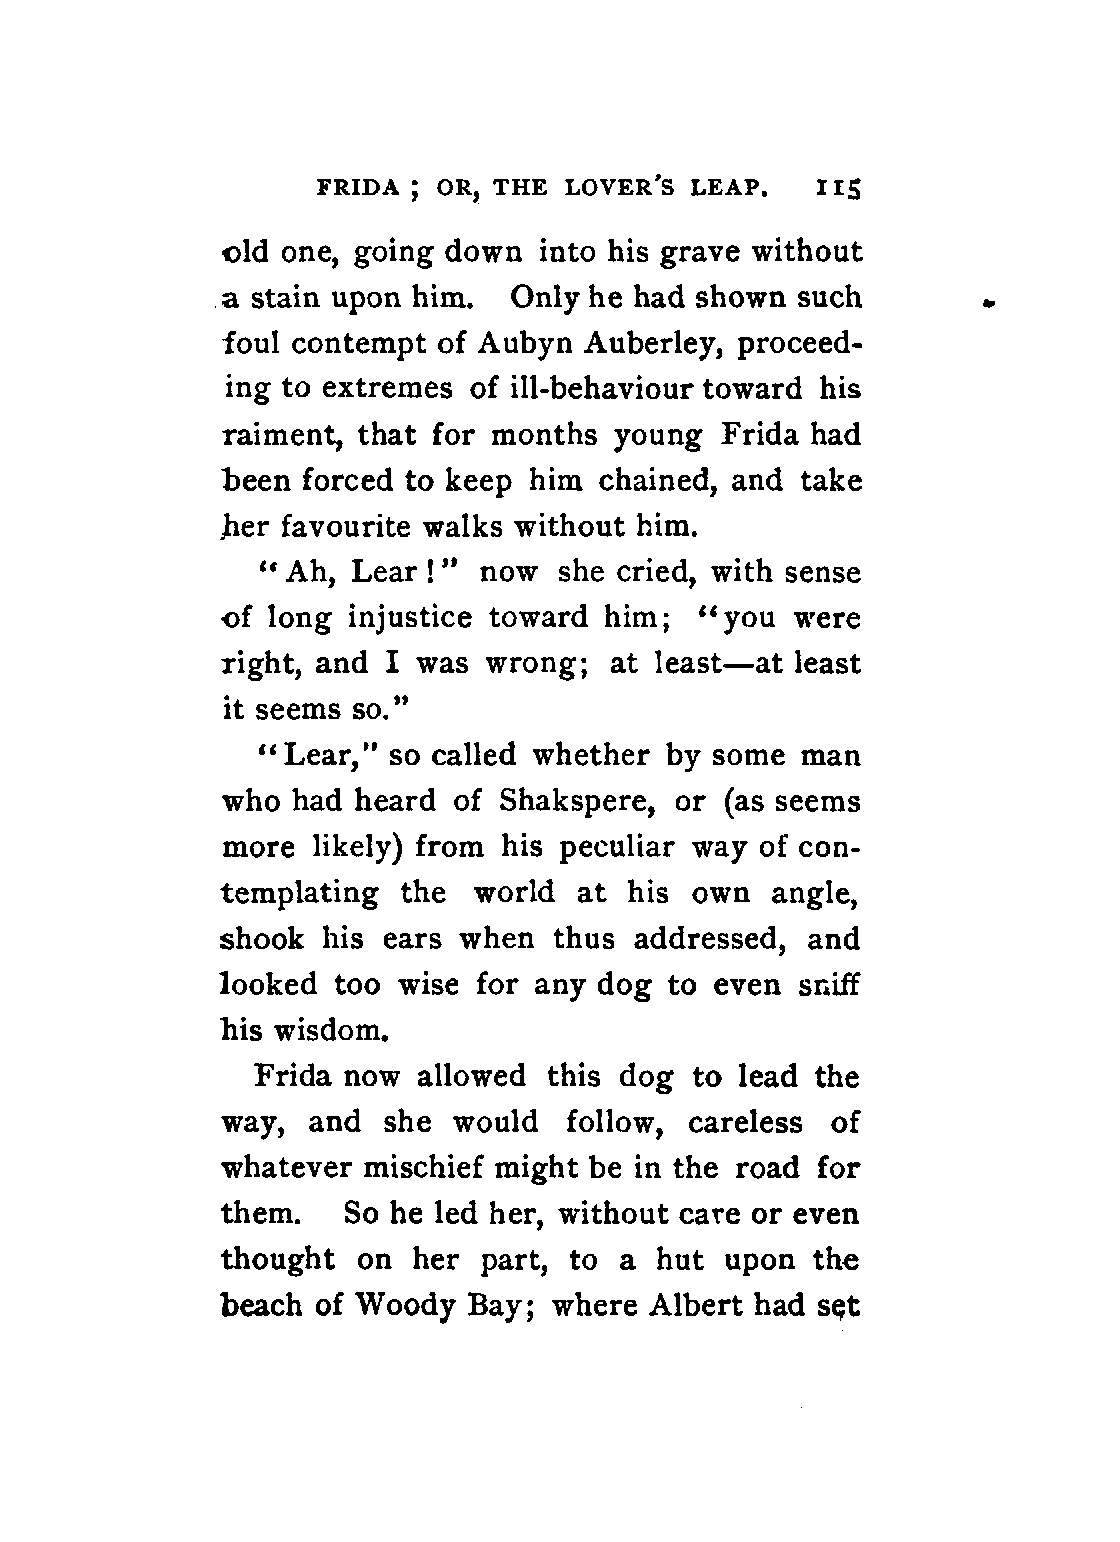 FRIDA ; OR, THE LOVER'S LEAP. 115
old one, going down into his grave without
a stain upon him. Only he had shown such
foul contempt of Aubyn Auberley, proceed-
ing to extremes of ill-behaviour toward his
raiment, that for months young Frida had
been forced to keep him chained, and take
her favourite walks without him.
“Ah, Lear!” now she cried, with sense
of long injustice toward him; “you were
right, and I was wrong; at least—at least
it seems so.”
“Lear,” so called whether by some man
who had heard of Shakspere, or (as seems
more likely) from his peculiar way of con-
templating the world at his own angle,
shook his ears when thus addressed, and
looked too wise for any dog to even sniff
his wisdom.
Frida now allowed this dog to lead the
way, and she would follow, careless of
whatever mischief might be in the road for
them. So he led her, without care or even
thought on her part, to a hut upon the
beach of Woody Bay; where Albert had set